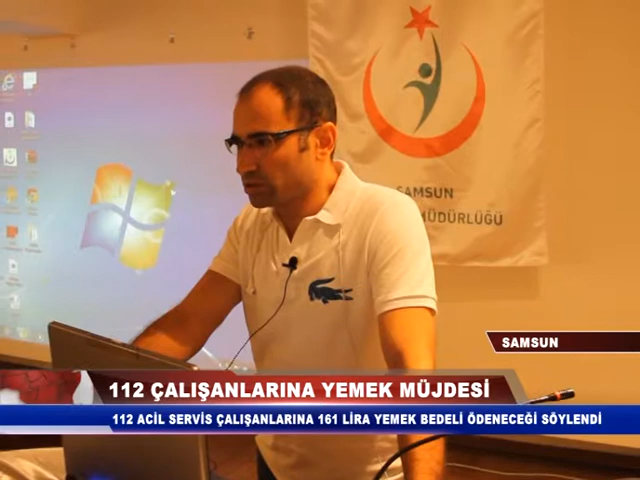 SAMSUN
MÜDÜRLÜĞÜ
SAMSUN
112 ÇALIŞANLARINA YEMEK MÜJDESİ
112 ACİL SERVİS ÇALIŞANLARINA 161 LİRA YEMEK BEDELİ ÖDENECEĞİ SÖYLENDİ